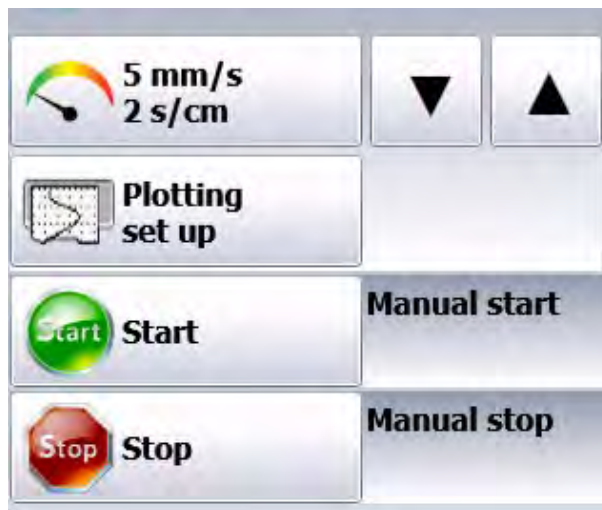 5 mm/s
2 s/cm
Plotting
set up
Start Start
Manual start
Stop Stop
Manual stop